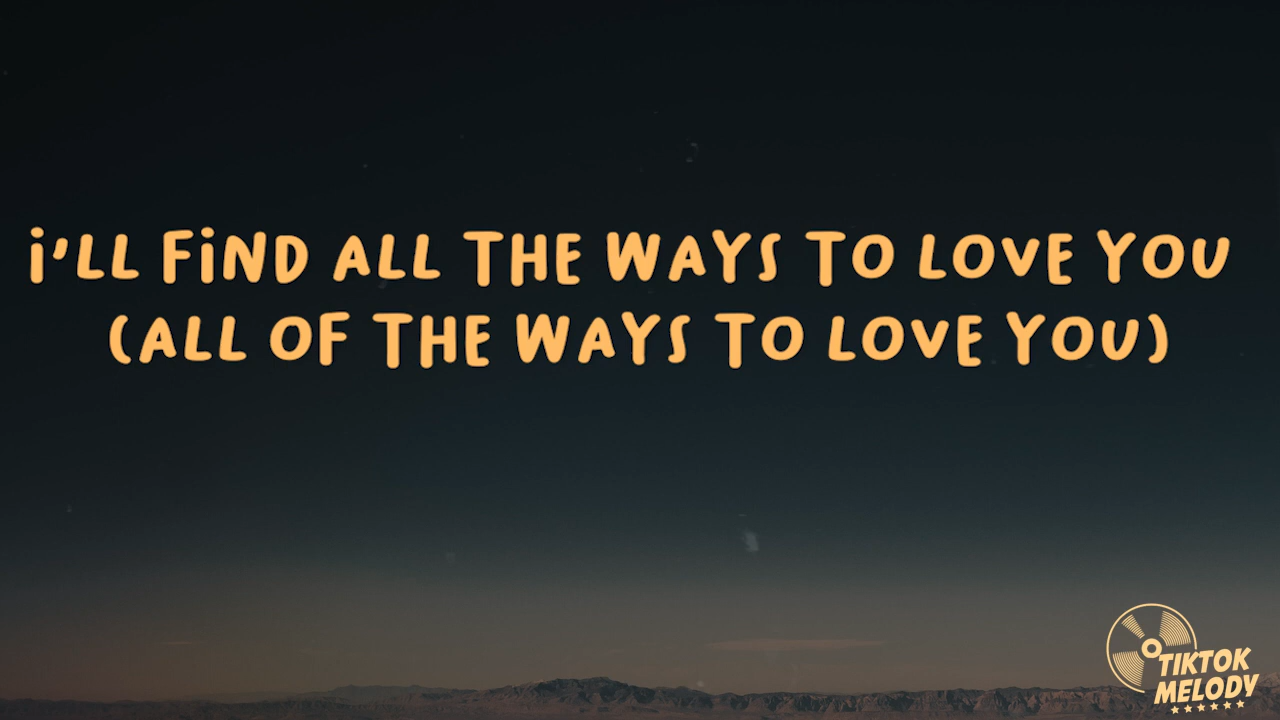 i'LL FiND ALL THE WAYS TO LOVE YOU
(ALL OF THE WAYS TO LOVE YOU)
TIKTOK
MELODY